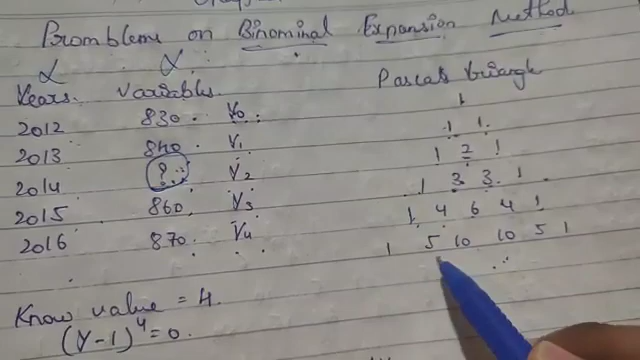 Prombleme on Binominal Expansion Method
X X
Years. Variables. Pascals triangle
1
2012 830. Y0. 1 1.
2013 840. Y1 1 2 1
2014 ? Y2 1 3 3. 1.
2015 860. Y3 1 4 6 4 1
2016 870. Y4 1 5 10 10 5 1
Know value = 4.
(Y-1)^4=0.